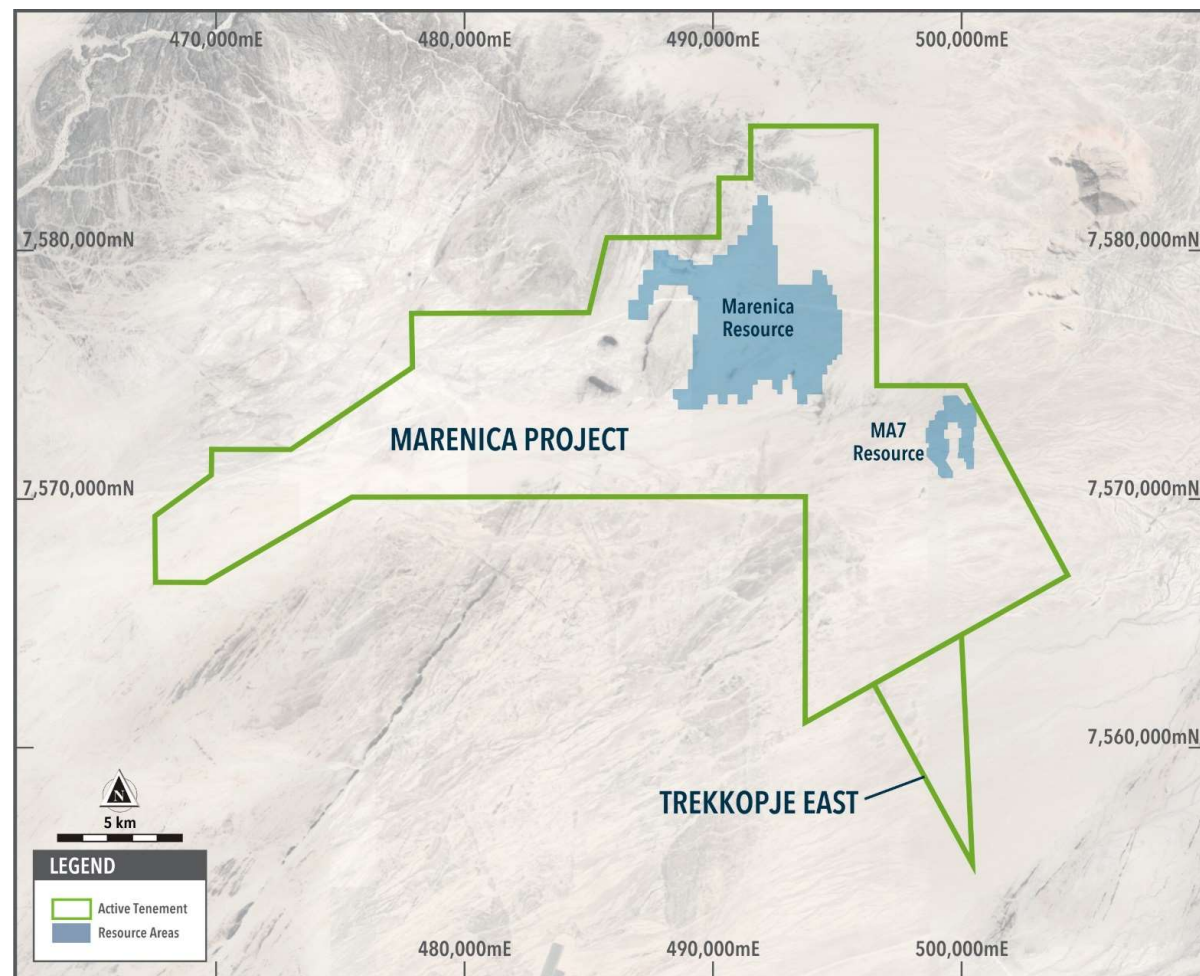 470,000mE
480,000mE
490,000mE
500,000mE
7,580,000mN
7,580,000mN
Marenica
Resource
MARENICA PROJECT
MA7
Resource
7,570,000mN
7,570,000mN
7,560,000mN
TREKKOPJE EAST
N
5 km
LEGEND
Active Tenement
Resource Areas
480,000mE
490,000mE
500,000mE